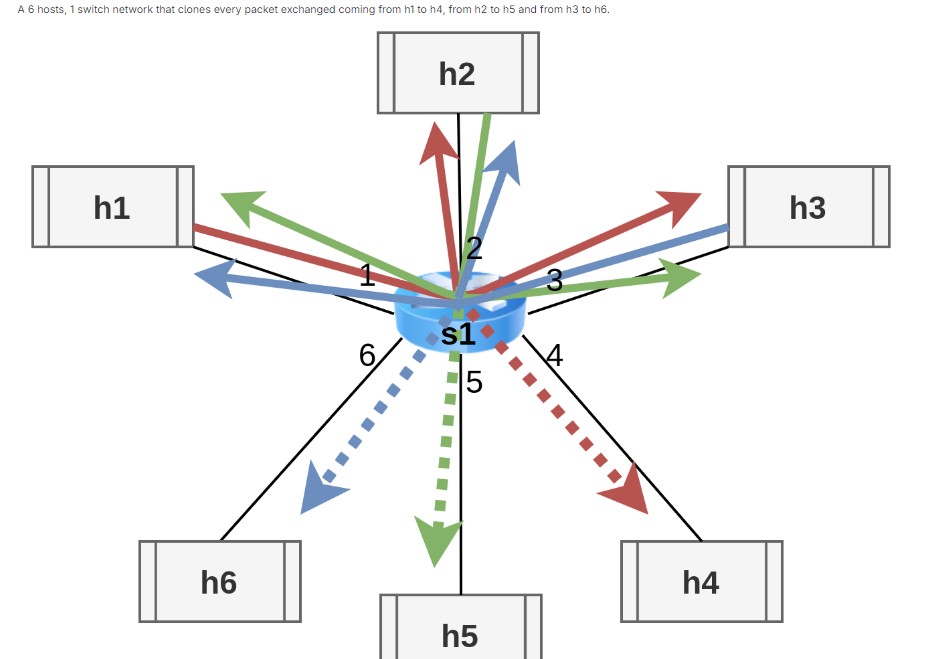 A 6 hosts, 1 switch network that clones every packet exchanged coming from h1 to h4, from h2 to h5 and from h3 to h6.
h2
h1
h3
2
1
3
s1
6
4
5
h6
h4
h5